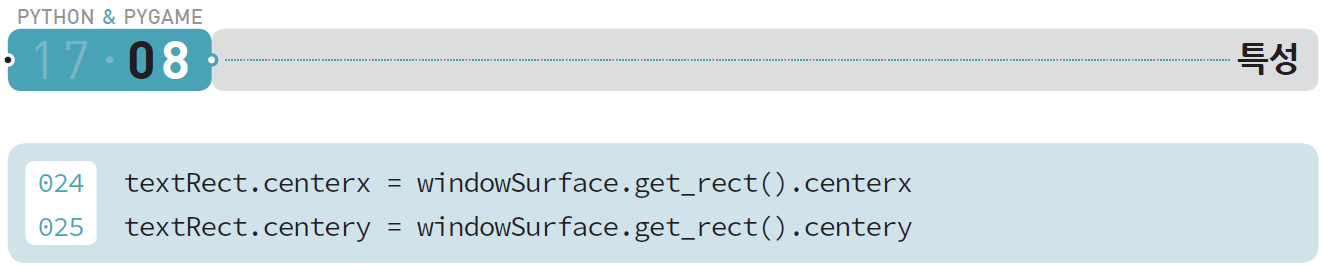 PYTHON & PYGAME
17·08
특성
024 textRect.centerx = windowSurface.get_rect().centerx
025 textRect.centery = windowSurface.get_rect().centery